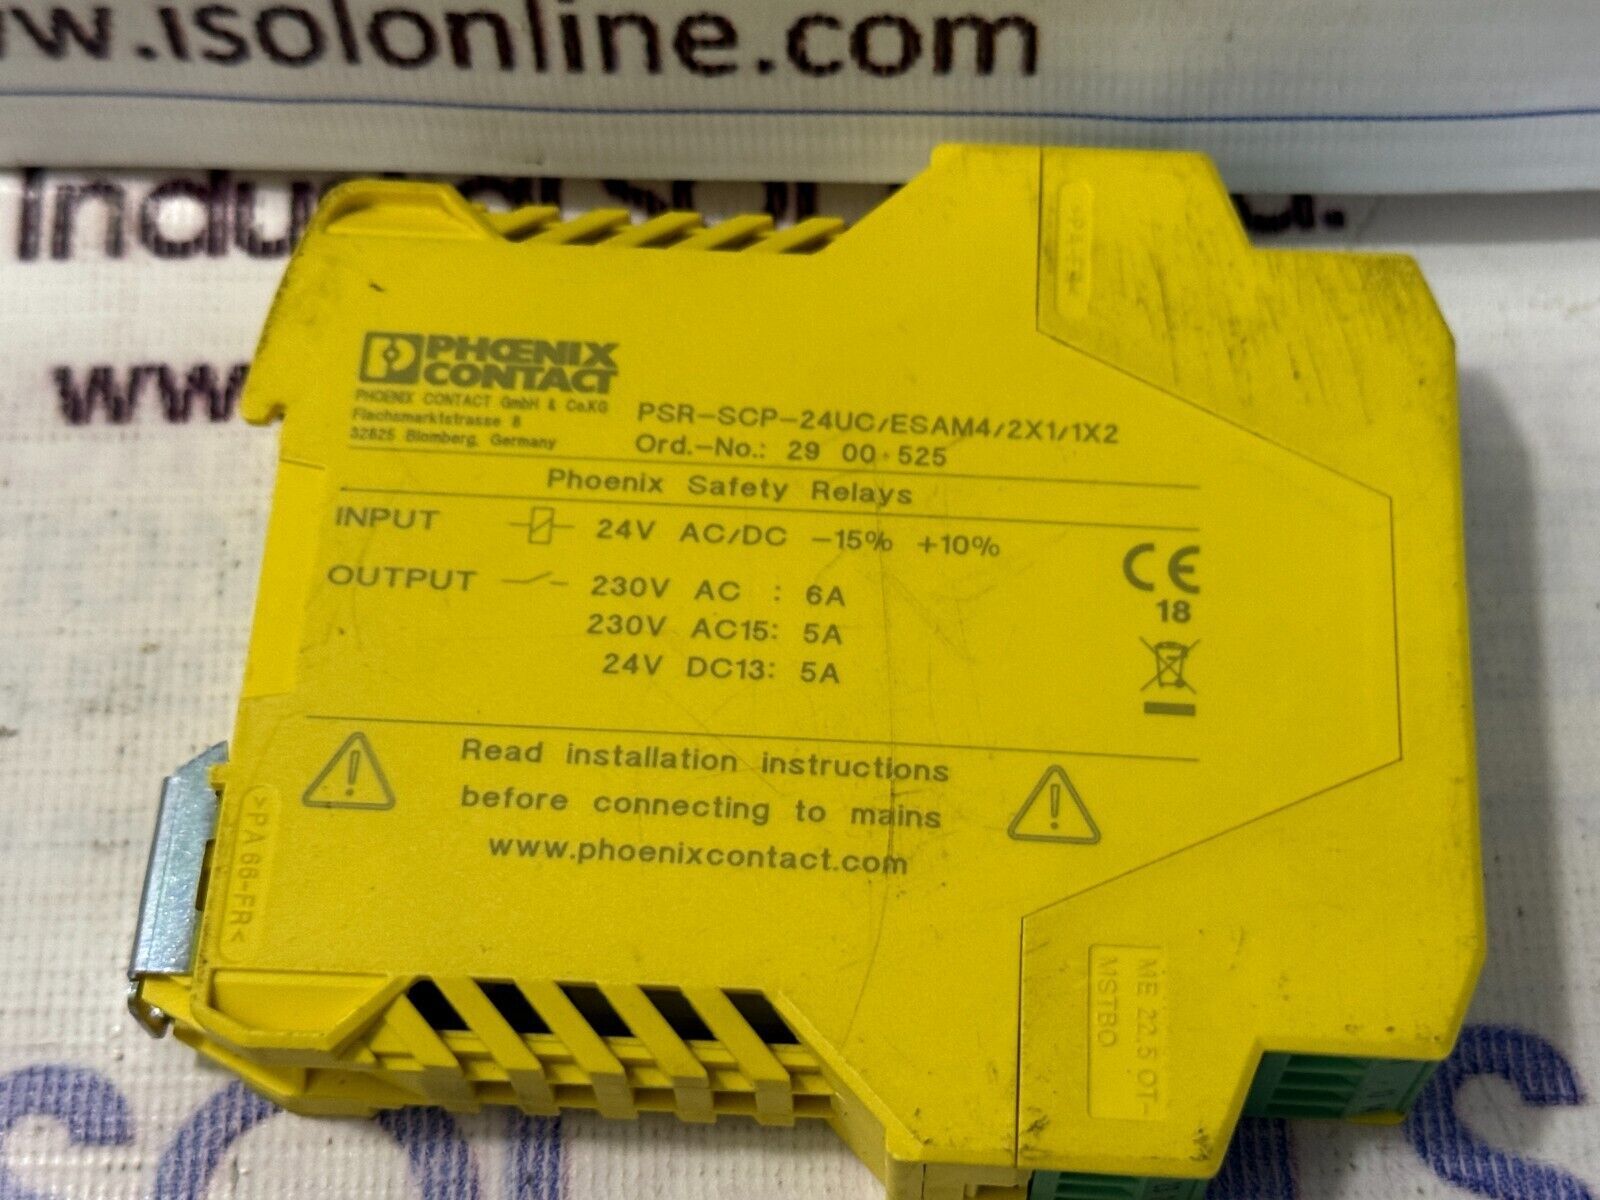 w.isolonline.com
PHŒNIX
CONTACT
PHOENIX CONTACT GmbH & Co.KG
Flachsmarktstrasse 8
32825 Blomberg, Germany
PSR-SCP-24UC/ESAM4/2X1/1X2
Ord.-No.: 29 00 525
Phoenix Safety Relays
INPUT 24V AC/DC -15% +10%
OUTPUT 230V AC : 6A
230V AC15: 5A
24V DC13: 5A
CE
18
Read installation instructions
before connecting to mains
www.phoenixcontact.com
>PA 66-FR<
ME 22.5 OT-
MSTBO